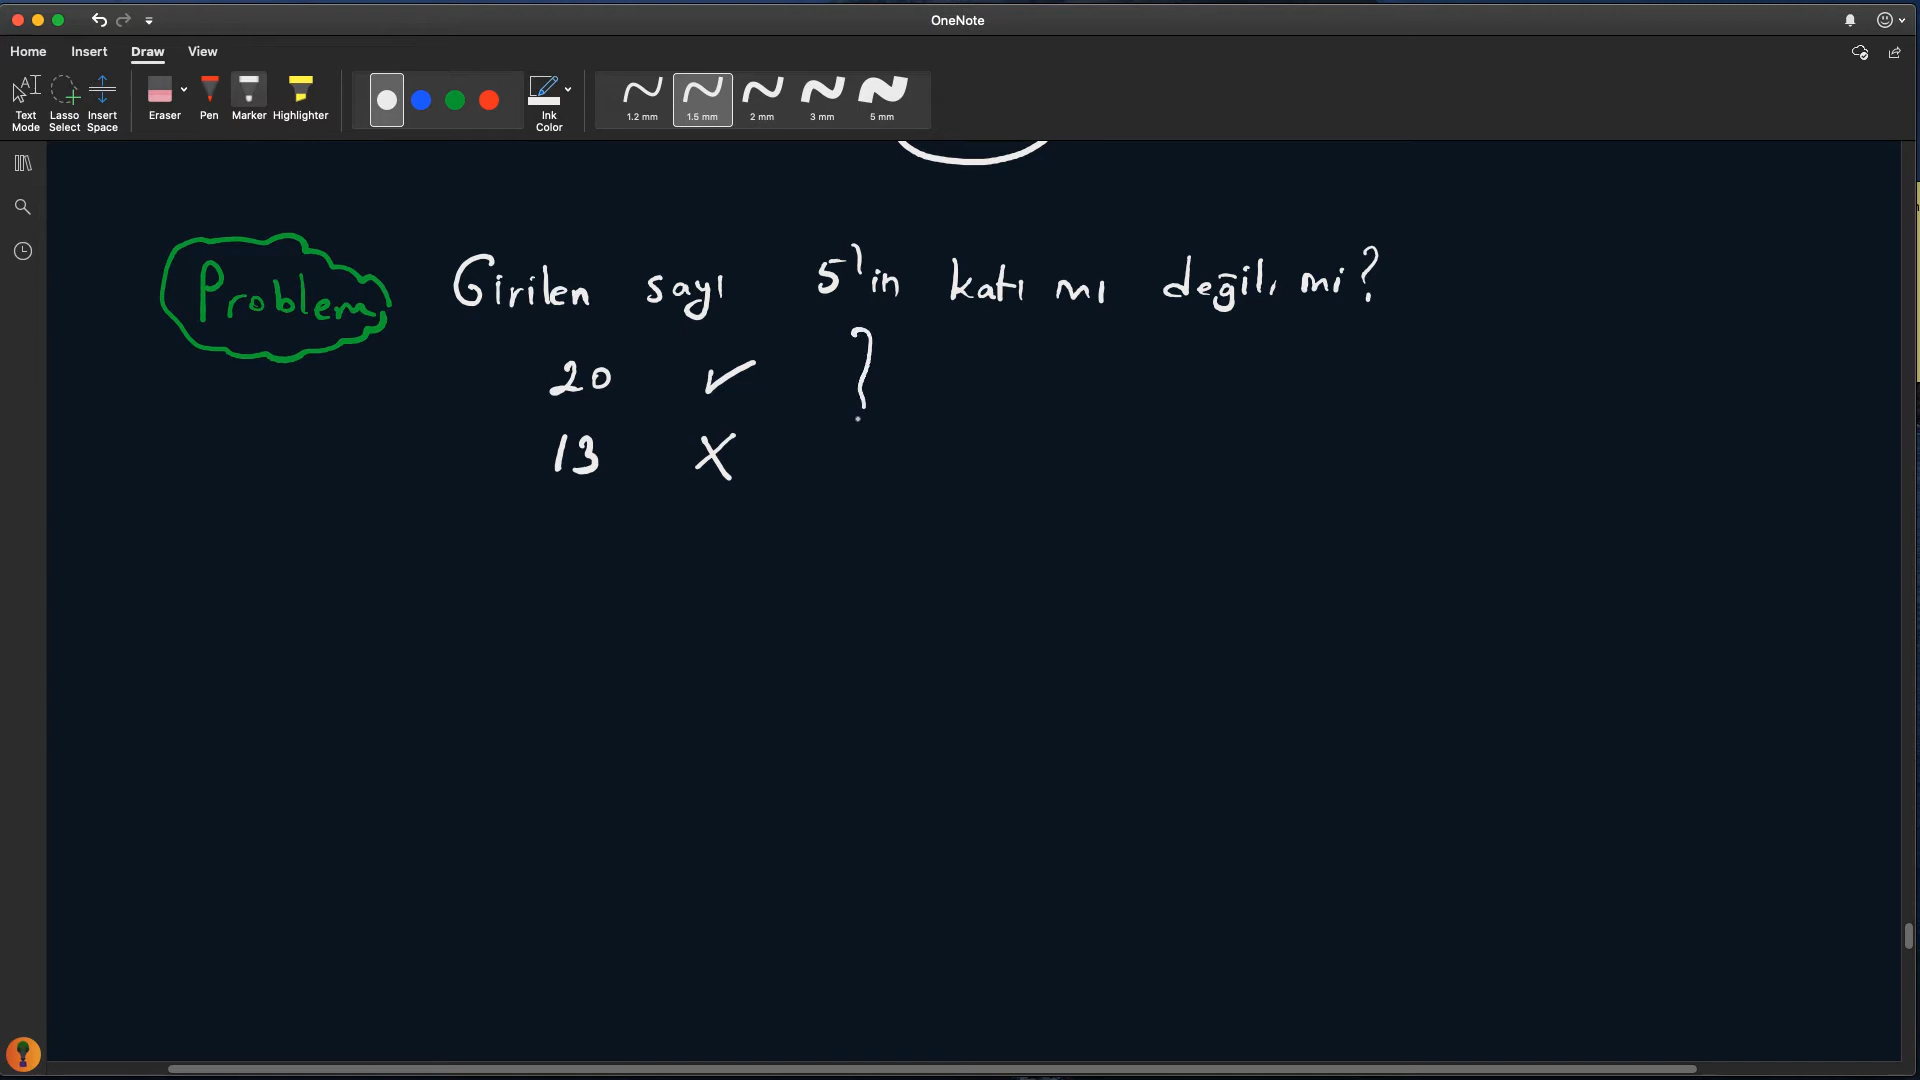 OneNote
Home Insert Draw View
Text Mode Lasso Select Insert Space Eraser Pen Marker Highlighter Ink Color 1.2 mm 1.5 mm 2 mm 3 mm 5 mm
Problem Girilen sayı 5'in katı mı değil mi?
20 ✓ ?
13 X